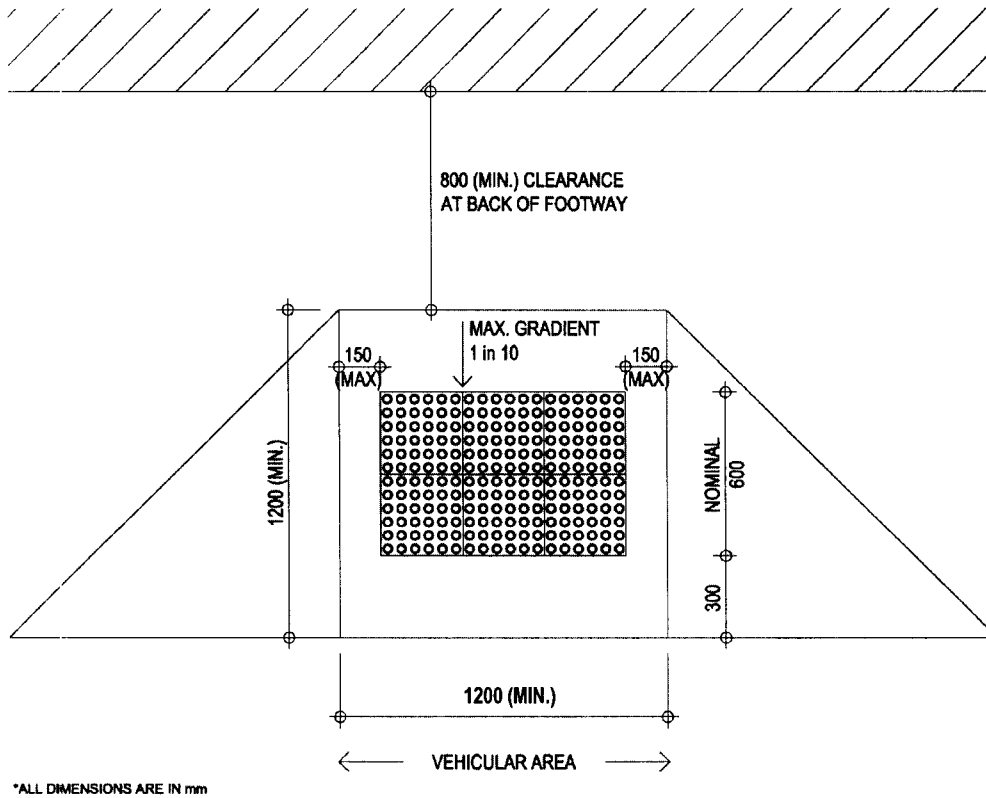 800 (MIN.) CLEARANCE
AT BACK OF FOOTWAY
MAX. GRADIENT
1 in 10
150
(MAX)
150
(MAX)
1200 (MIN.)
NOMINAL
600
300
1200 (MIN.)
VEHICULAR AREA
*ALL DIMENSIONS ARE IN mm